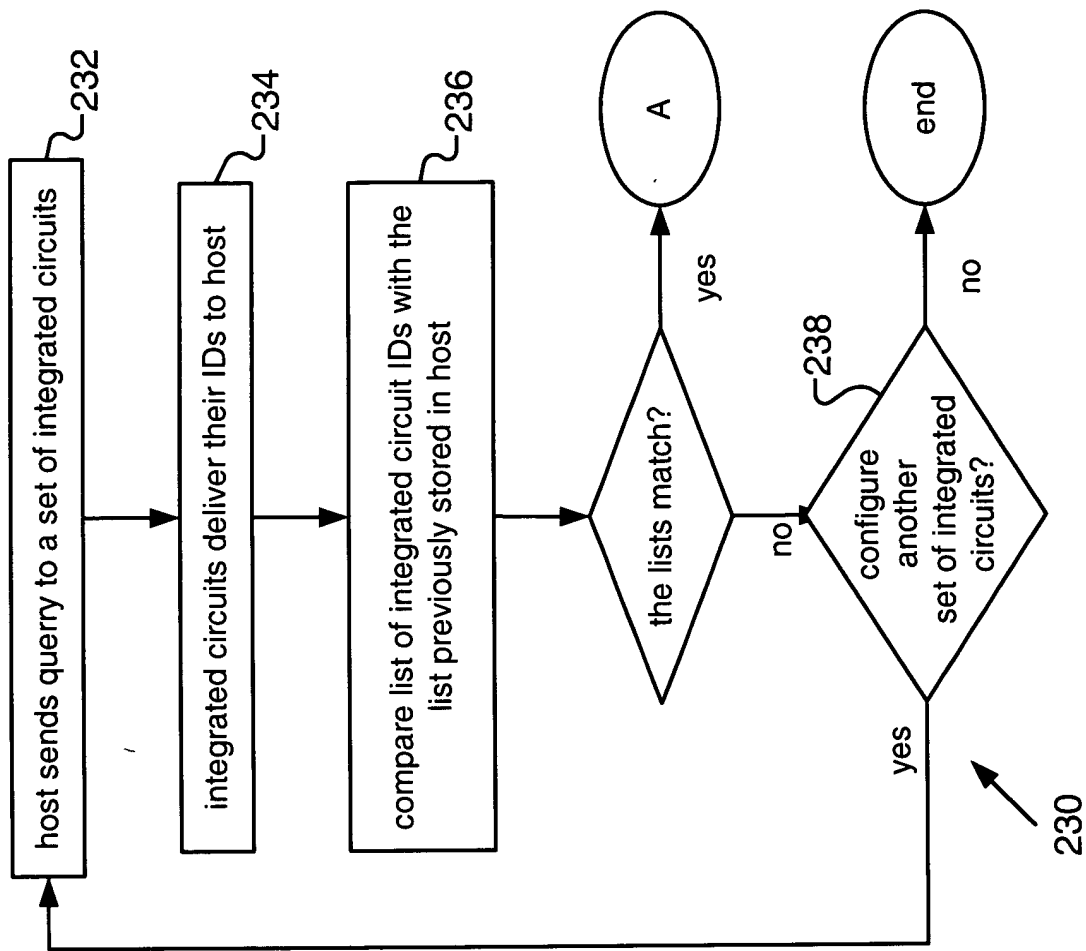 host sends querry to a set of integrated circuits
232
integrated circuits deliver their IDs to host
234
compare list of integrated circuit IDs with the
list previously stored in host
236
the lists match?
yes
A
no
configure
another
set of integrated
circuits?
238
no
end
yes
230